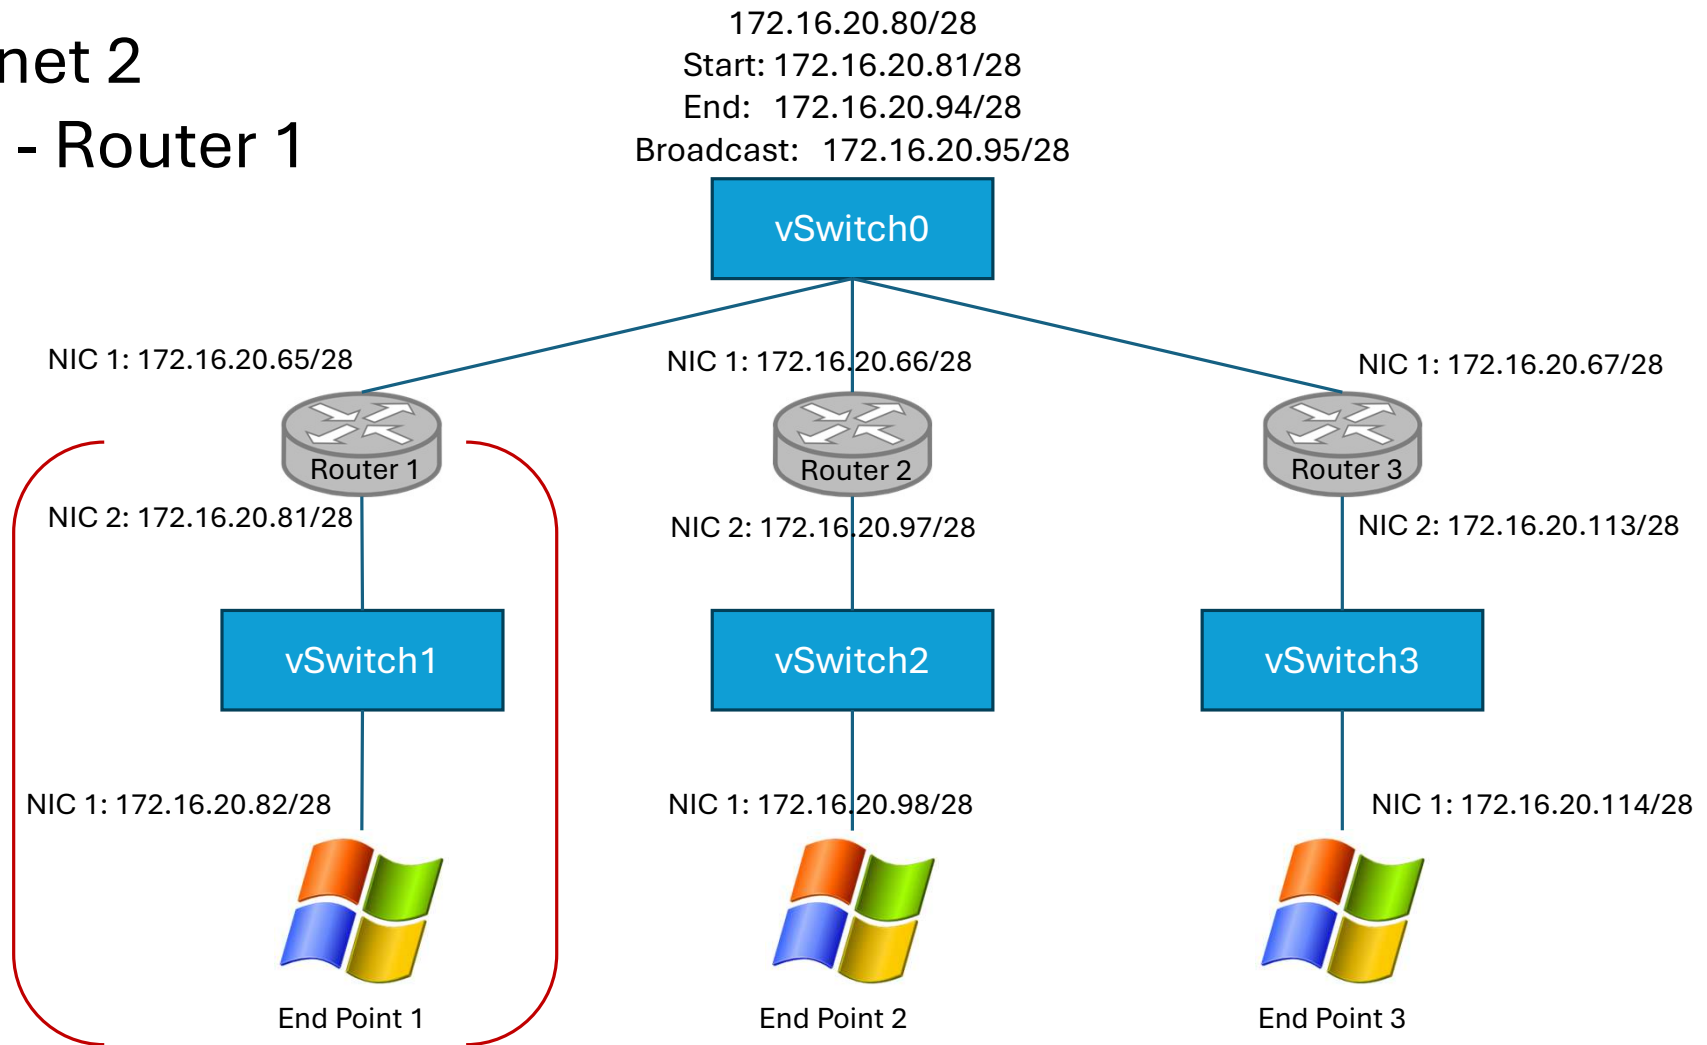 net 2
- Router 1
172.16.20.80/28
Start: 172.16.20.81/28
End: 172.16.20.94/28
Broadcast: 172.16.20.95/28
vSwitch0
NIC 1: 172.16.20.65/28
NIC 1: 172.16.20.66/28
NIC 1: 172.16.20.67/28
Router 1
Router 2
Router 3
NIC 2: 172.16.20.81/28
NIC 2: 172.16.20.97/28
NIC 2: 172.16.20.113/28
vSwitch1
vSwitch2
vSwitch3
NIC 1: 172.16.20.82/28
NIC 1: 172.16.20.98/28
NIC 1: 172.16.20.114/28
End Point 1
End Point 2
End Point 3